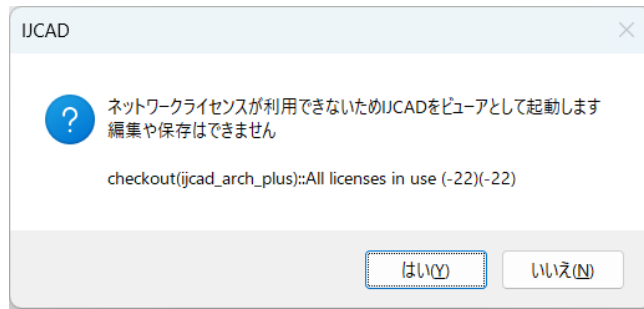 IJCAD
ネットワークライセンスが利用できないためIJCADをビューアとして起動します
編集や保存はできません
checkout(ijcad_arch_plus)::All licenses in use (-22)(-22)
はい(Y)
いいえ(N)